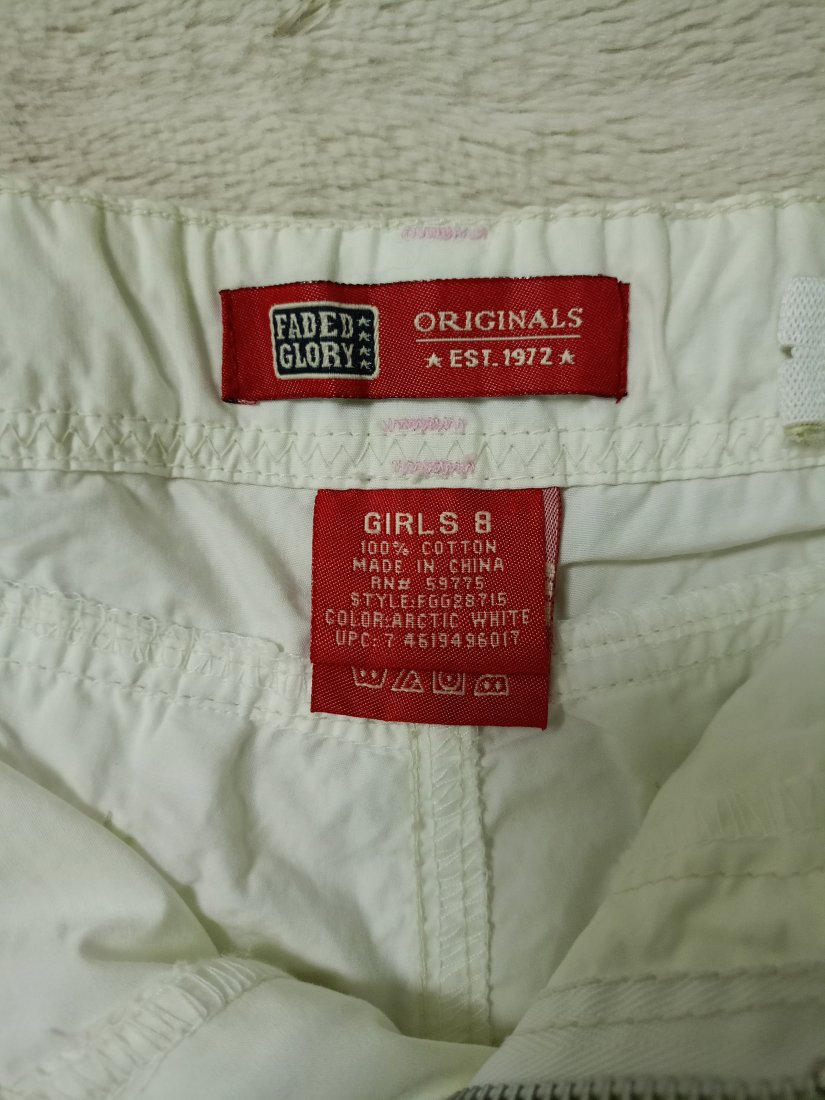 FADED
GLORY
ORIGINALS
★ EST. 1972 ★
GIRLS 8
100% COTTON
MADE IN CHINA
RN# 59775
STYLE:FGG28715
COLOR:ARCTIC WHITE
UPC: 7 4619496017